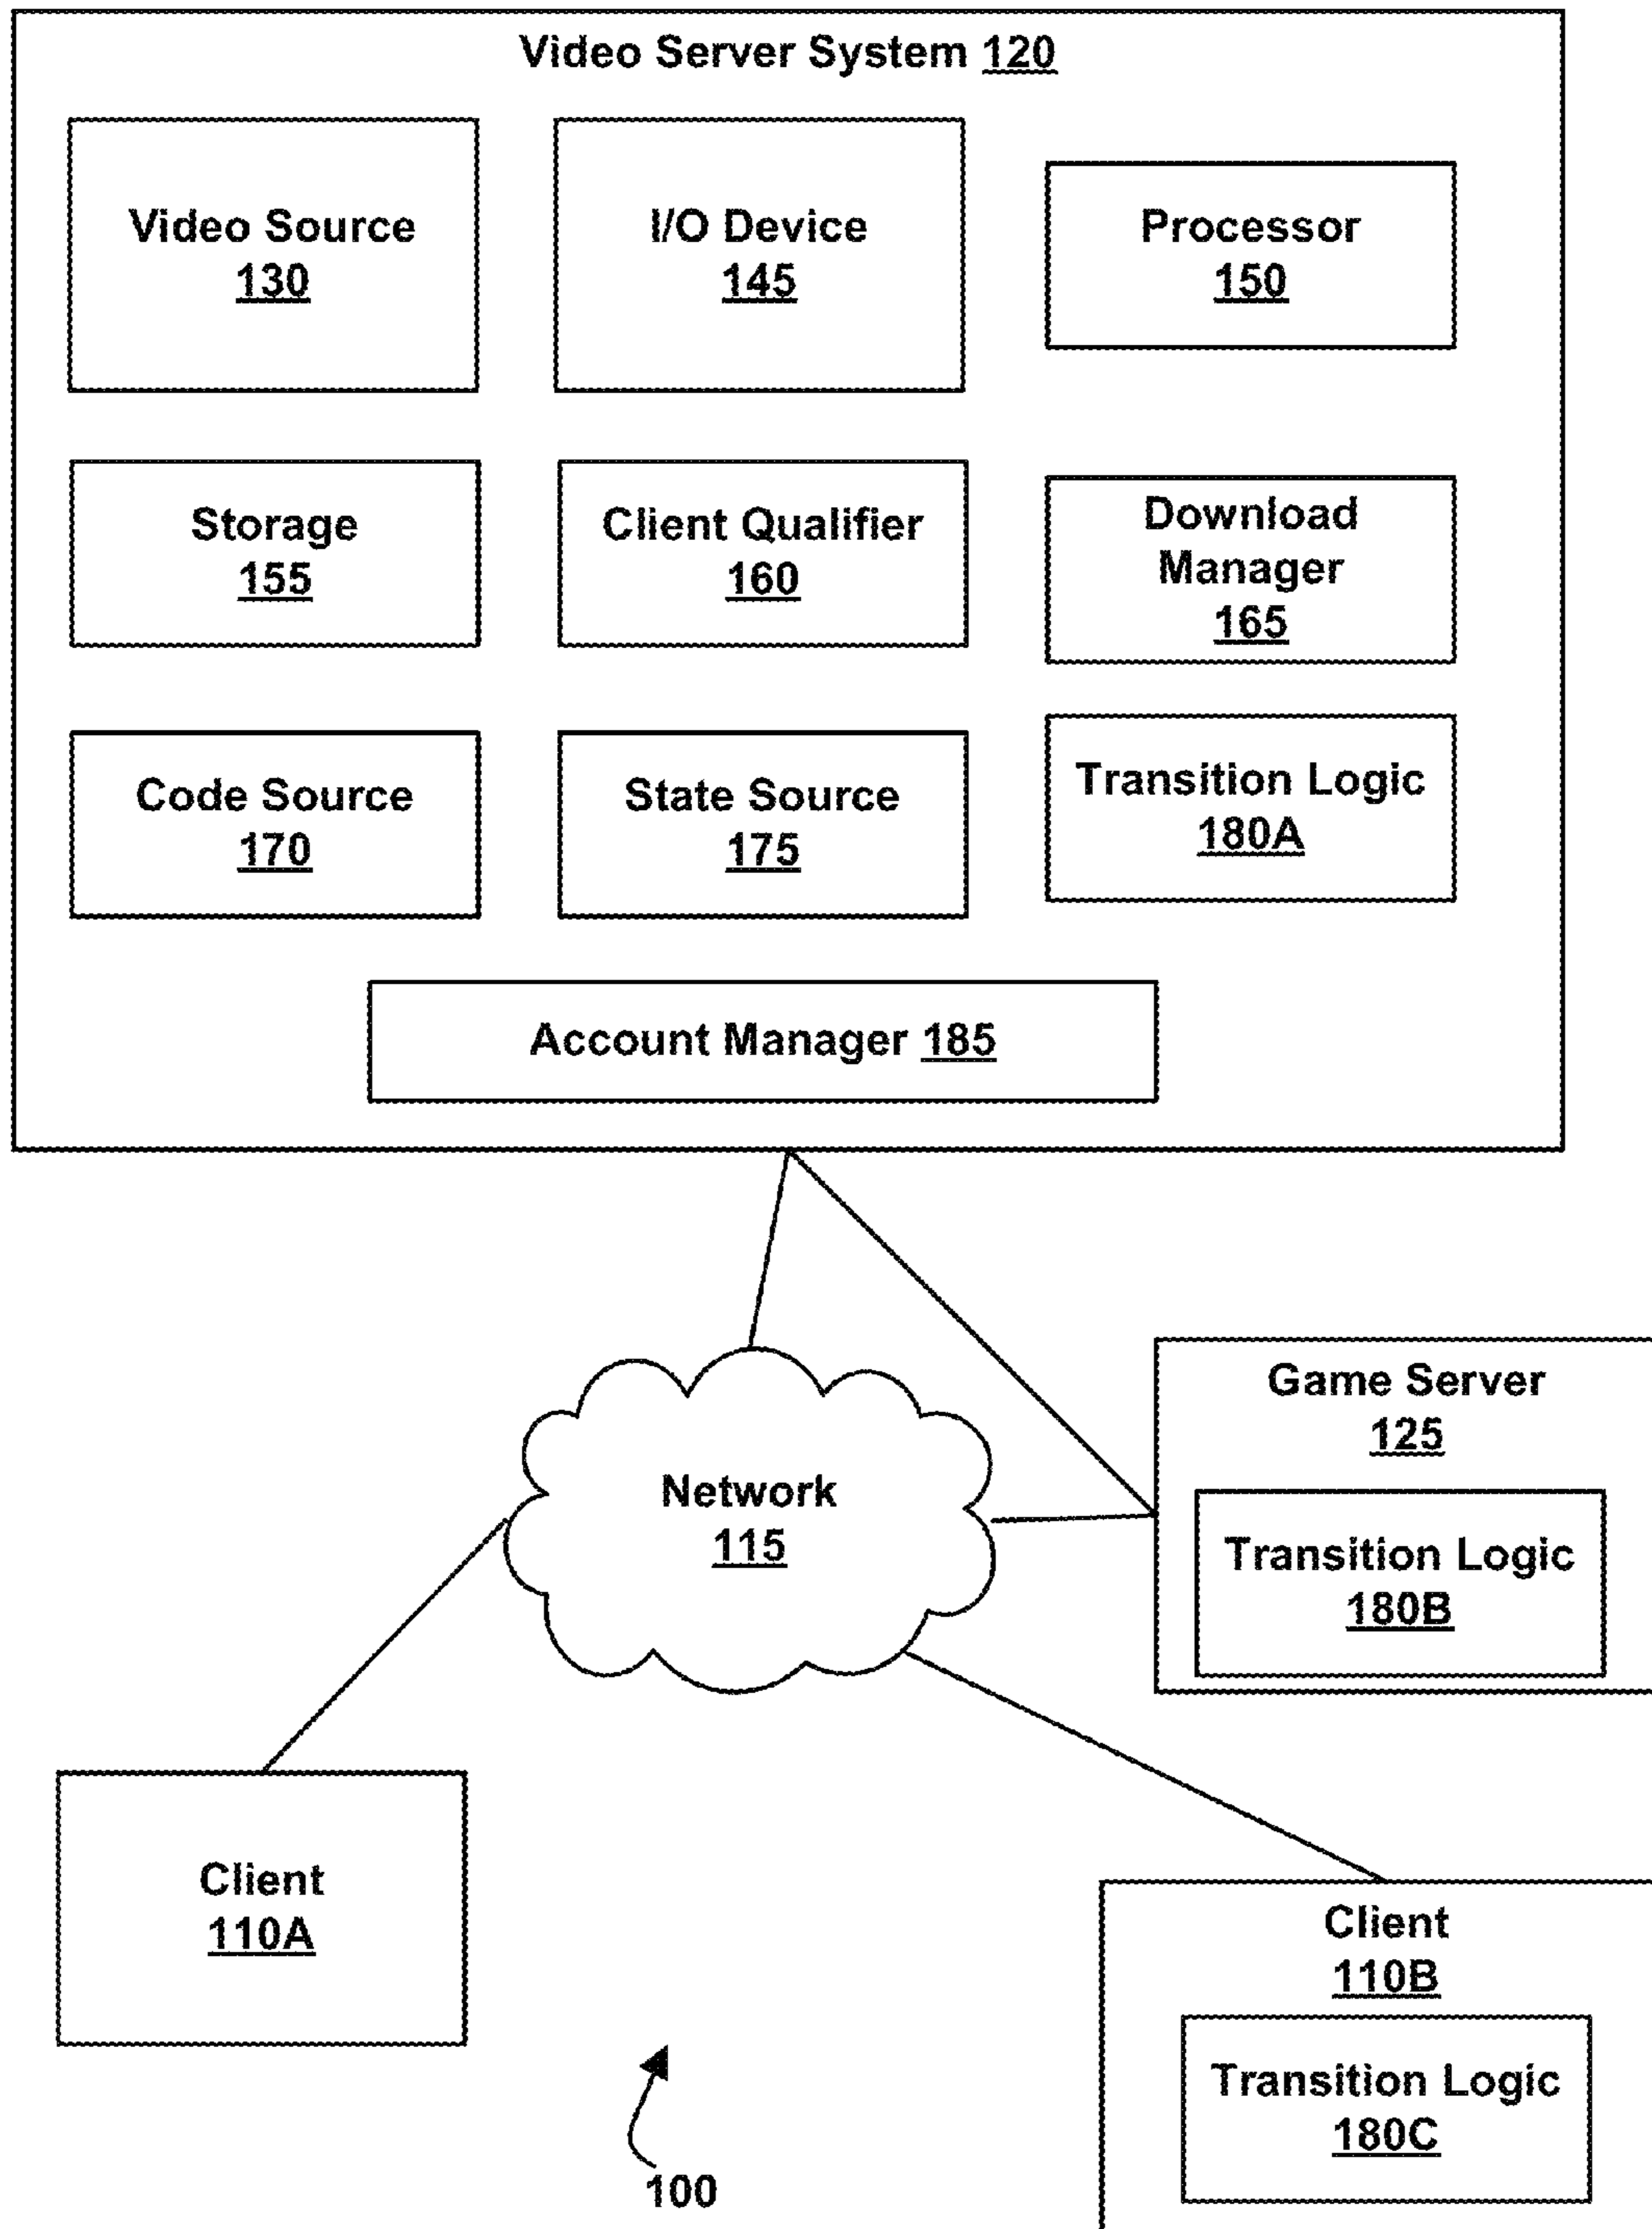 Video Server System 120
Video Source
130
I/O Device
145
Processor
150
Storage
155
Client Qualifier
160
Download
Manager
165
Code Source
170
State Source
175
Transition Logic
180A
Account Manager 185
Game Server
125
Transition Logic
180B
Network
115
Client
110A
Client
110B
Transition Logic
180C
100